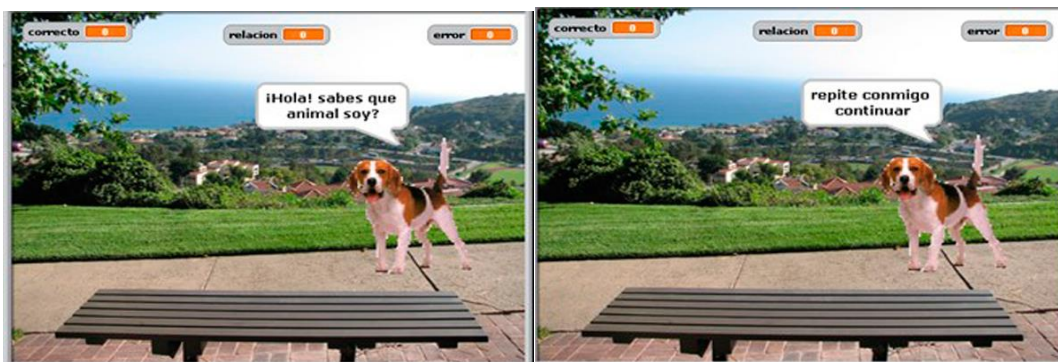 correcto 0
relacion 0
error 0
¡Hola! sabes que
animal soy?
correcto 0
relacion 0
error 0
repite conmigo
continuar